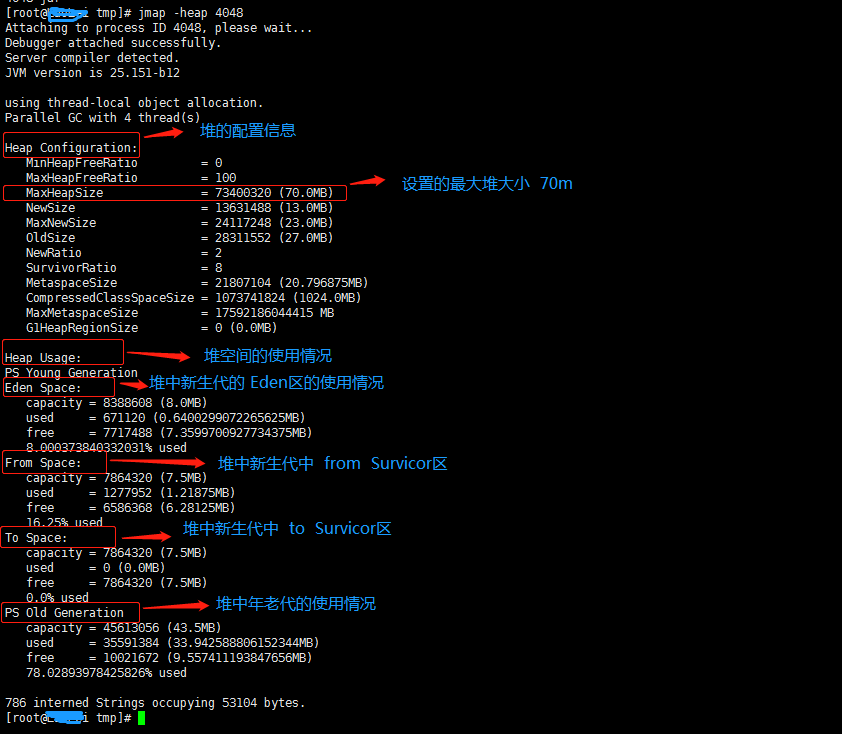 [root@ tmp]# jmap -heap 4048
Attaching to process ID 4048, please wait...
Debugger attached successfully.
Server compiler detected.
JVM version is 25.151-b12
using thread-local object allocation.
Parallel GC with 4 thread(s)
堆的配置信息
Heap Configuration:
MinHeapFreeRatio = 0
MaxHeapFreeRatio = 100
MaxHeapSize = 73400320 (70.0MB)
设置的最大堆大小 70m
NewSize = 13631488 (13.0MB)
MaxNewSize = 24117248 (23.0MB)
OldSize = 28311552 (27.0MB)
NewRatio = 2
SurvivorRatio = 8
MetaspaceSize = 21807104 (20.796875MB)
CompressedClassSpaceSize = 1073741824 (1024.0MB)
MaxMetaspaceSize = 17592186044415 MB
G1HeapRegionSize = 0 (0.0MB)
Heap Usage:
堆空间的使用情况
PS Young Generation
Eden Space:
堆中新生代的 Eden区的使用情况
capacity = 8388608 (8.0MB)
used = 671120 (0.6400299072265625MB)
free = 7717488 (7.3599700927734375MB)
8.000373840332031% used
From Space:
堆中新生代中 from Survicor区
capacity = 7864320 (7.5MB)
used = 1277952 (1.21875MB)
free = 6586368 (6.28125MB)
16.25% used
堆中新生代中 to Survicor区
To Space:
capacity = 7864320 (7.5MB)
used = 0 (0.0MB)
free = 7864320 (7.5MB)
0.0% used
堆中年老代的使用情况
PS Old Generation
capacity = 45613056 (43.5MB)
used = 35591384 (33.942588806152344MB)
free = 10021672 (9.557411193847656MB)
78.02893978425826% used
786 interned Strings occupying 53104 bytes.
[root@ tmp]#